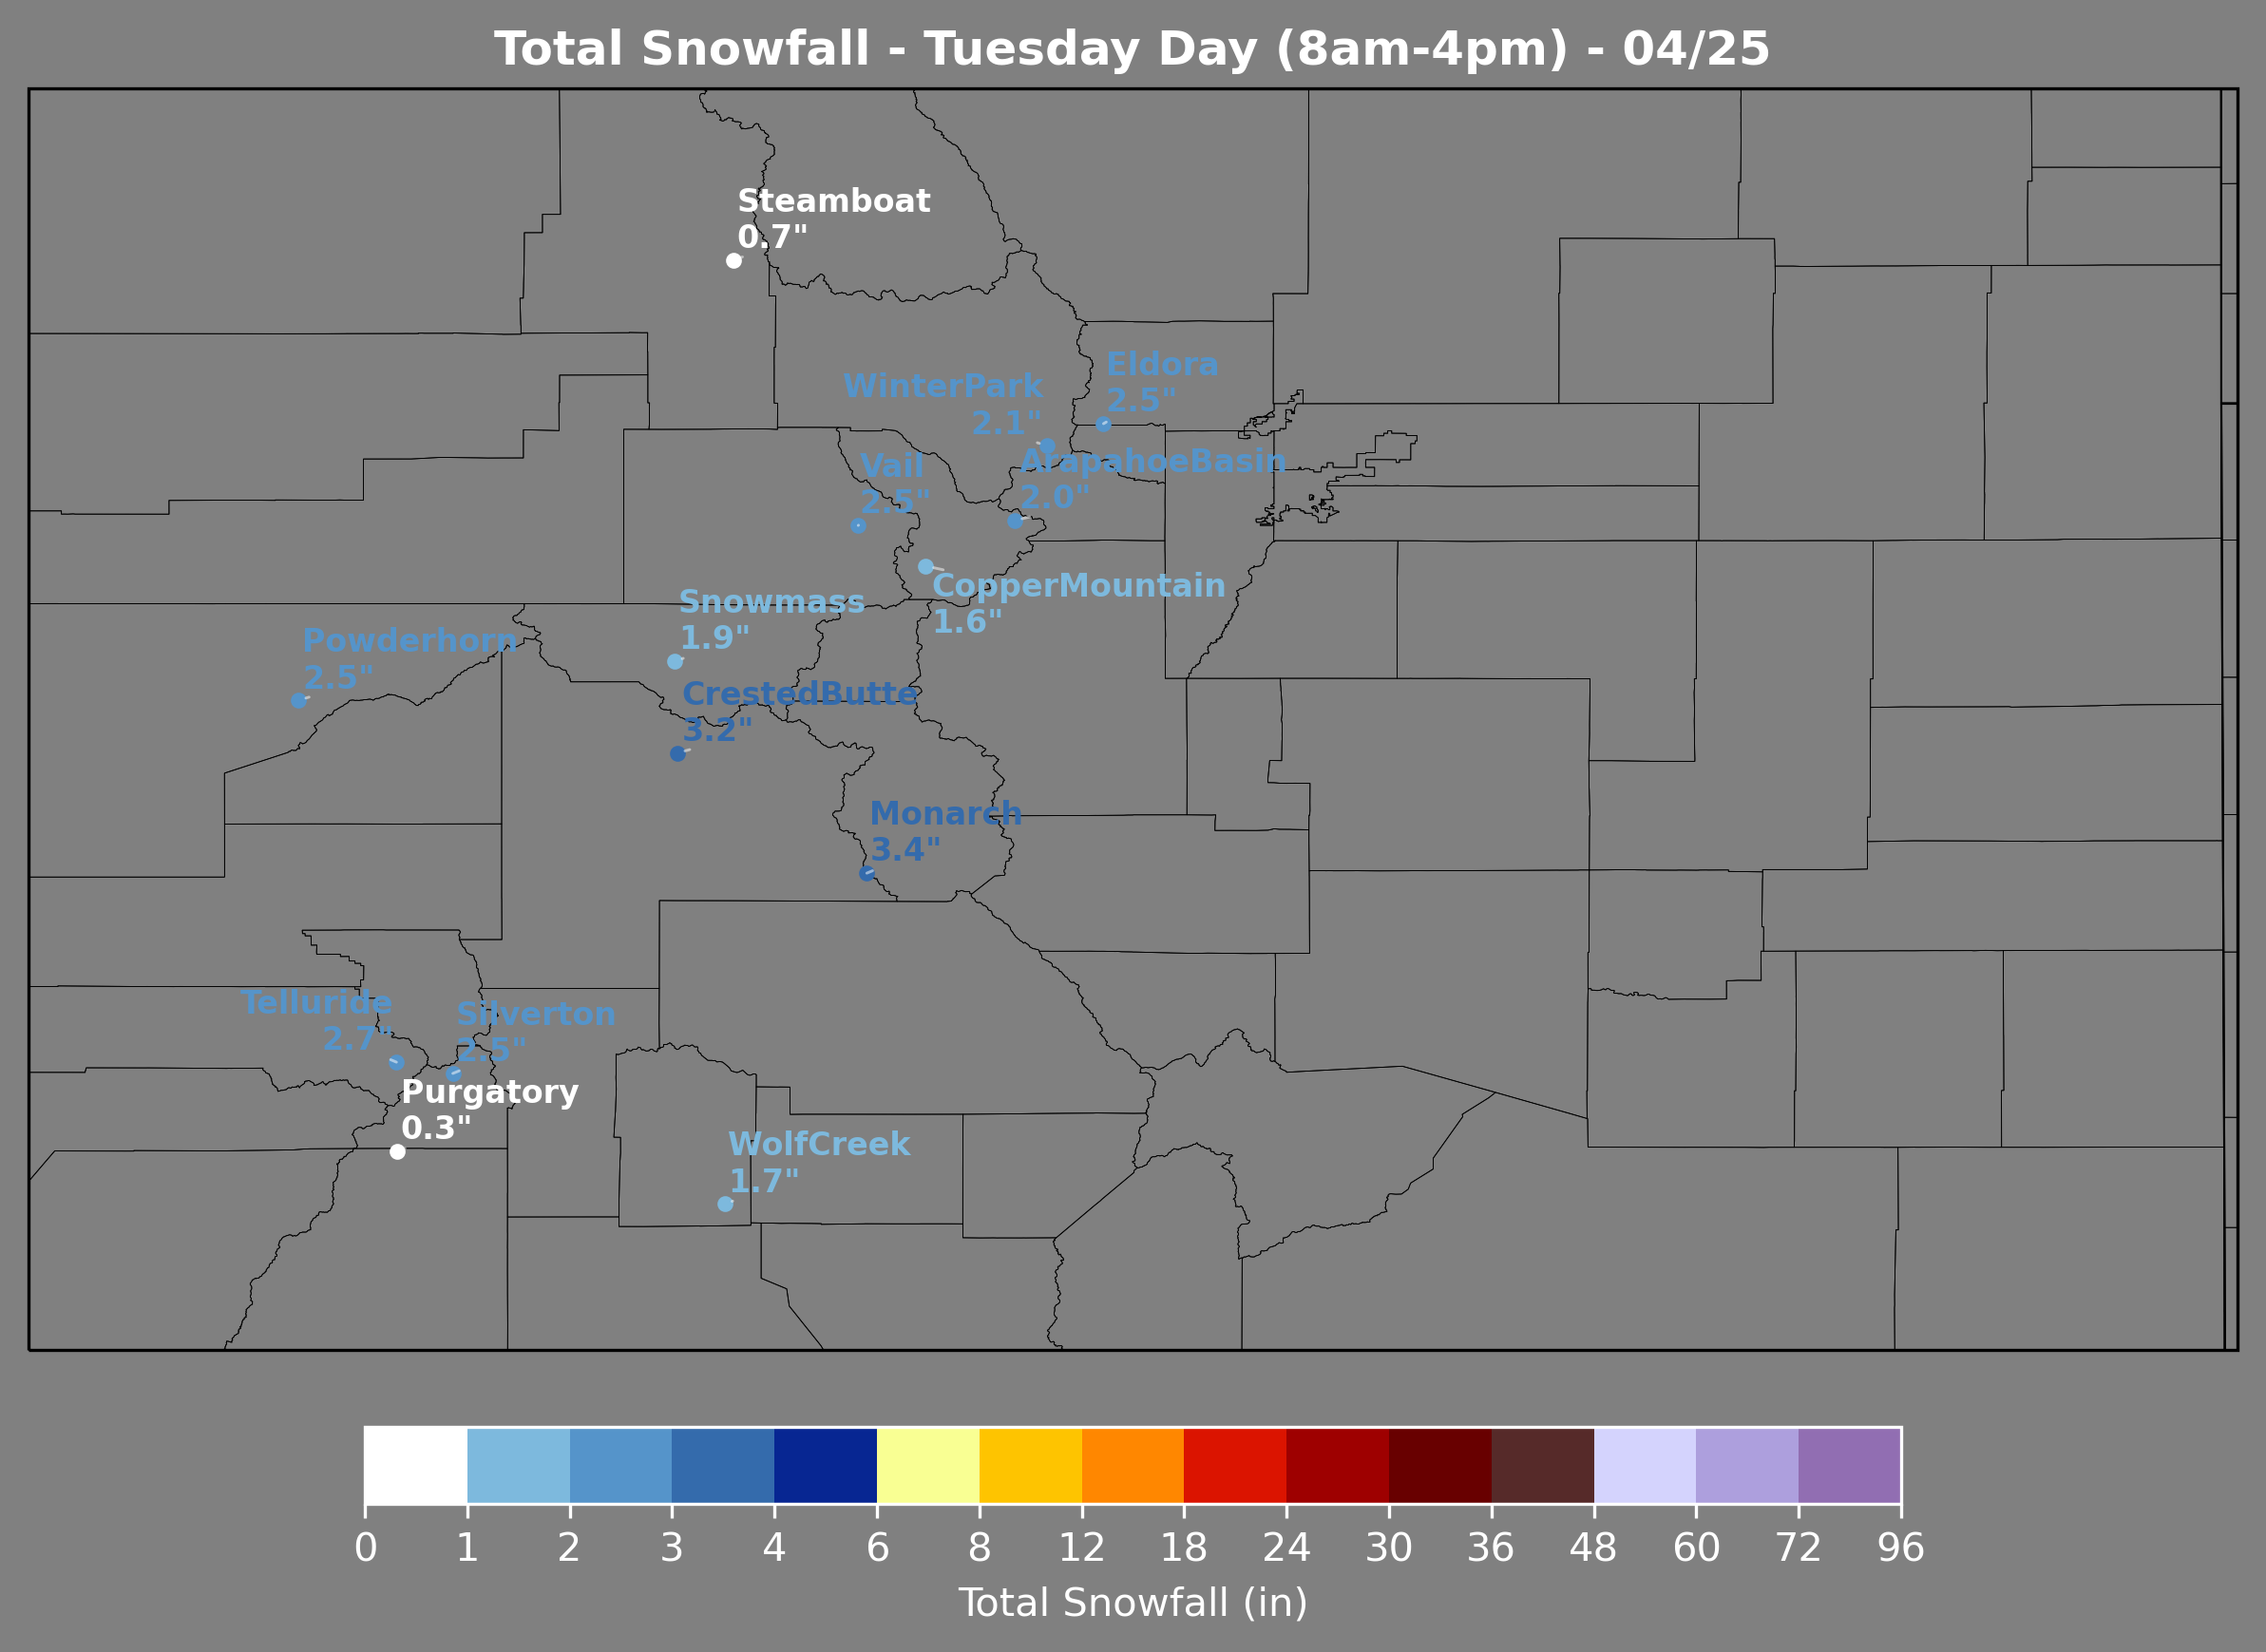 Total Snowfall - Tuesday Day (8am-4pm) - 04/25
Steamboat
0.7"
Eldora
2.5"
WinterPark
2.1"
Vail
2.5"
ArapahoeBasin
2.0"
CopperMountain
1.6"
Snowmass
1.9"
Powderhorn
2.5"
CrestedButte
3.2"
Monarch
3.4"
Telluride
2.7"
Silverton
2.5"
Purgatory
0.3"
WolfCreek
1.7"
0 1 2 3 4 6 8 12 18 24 30 36 48 60 72 96
Total Snowfall (in)